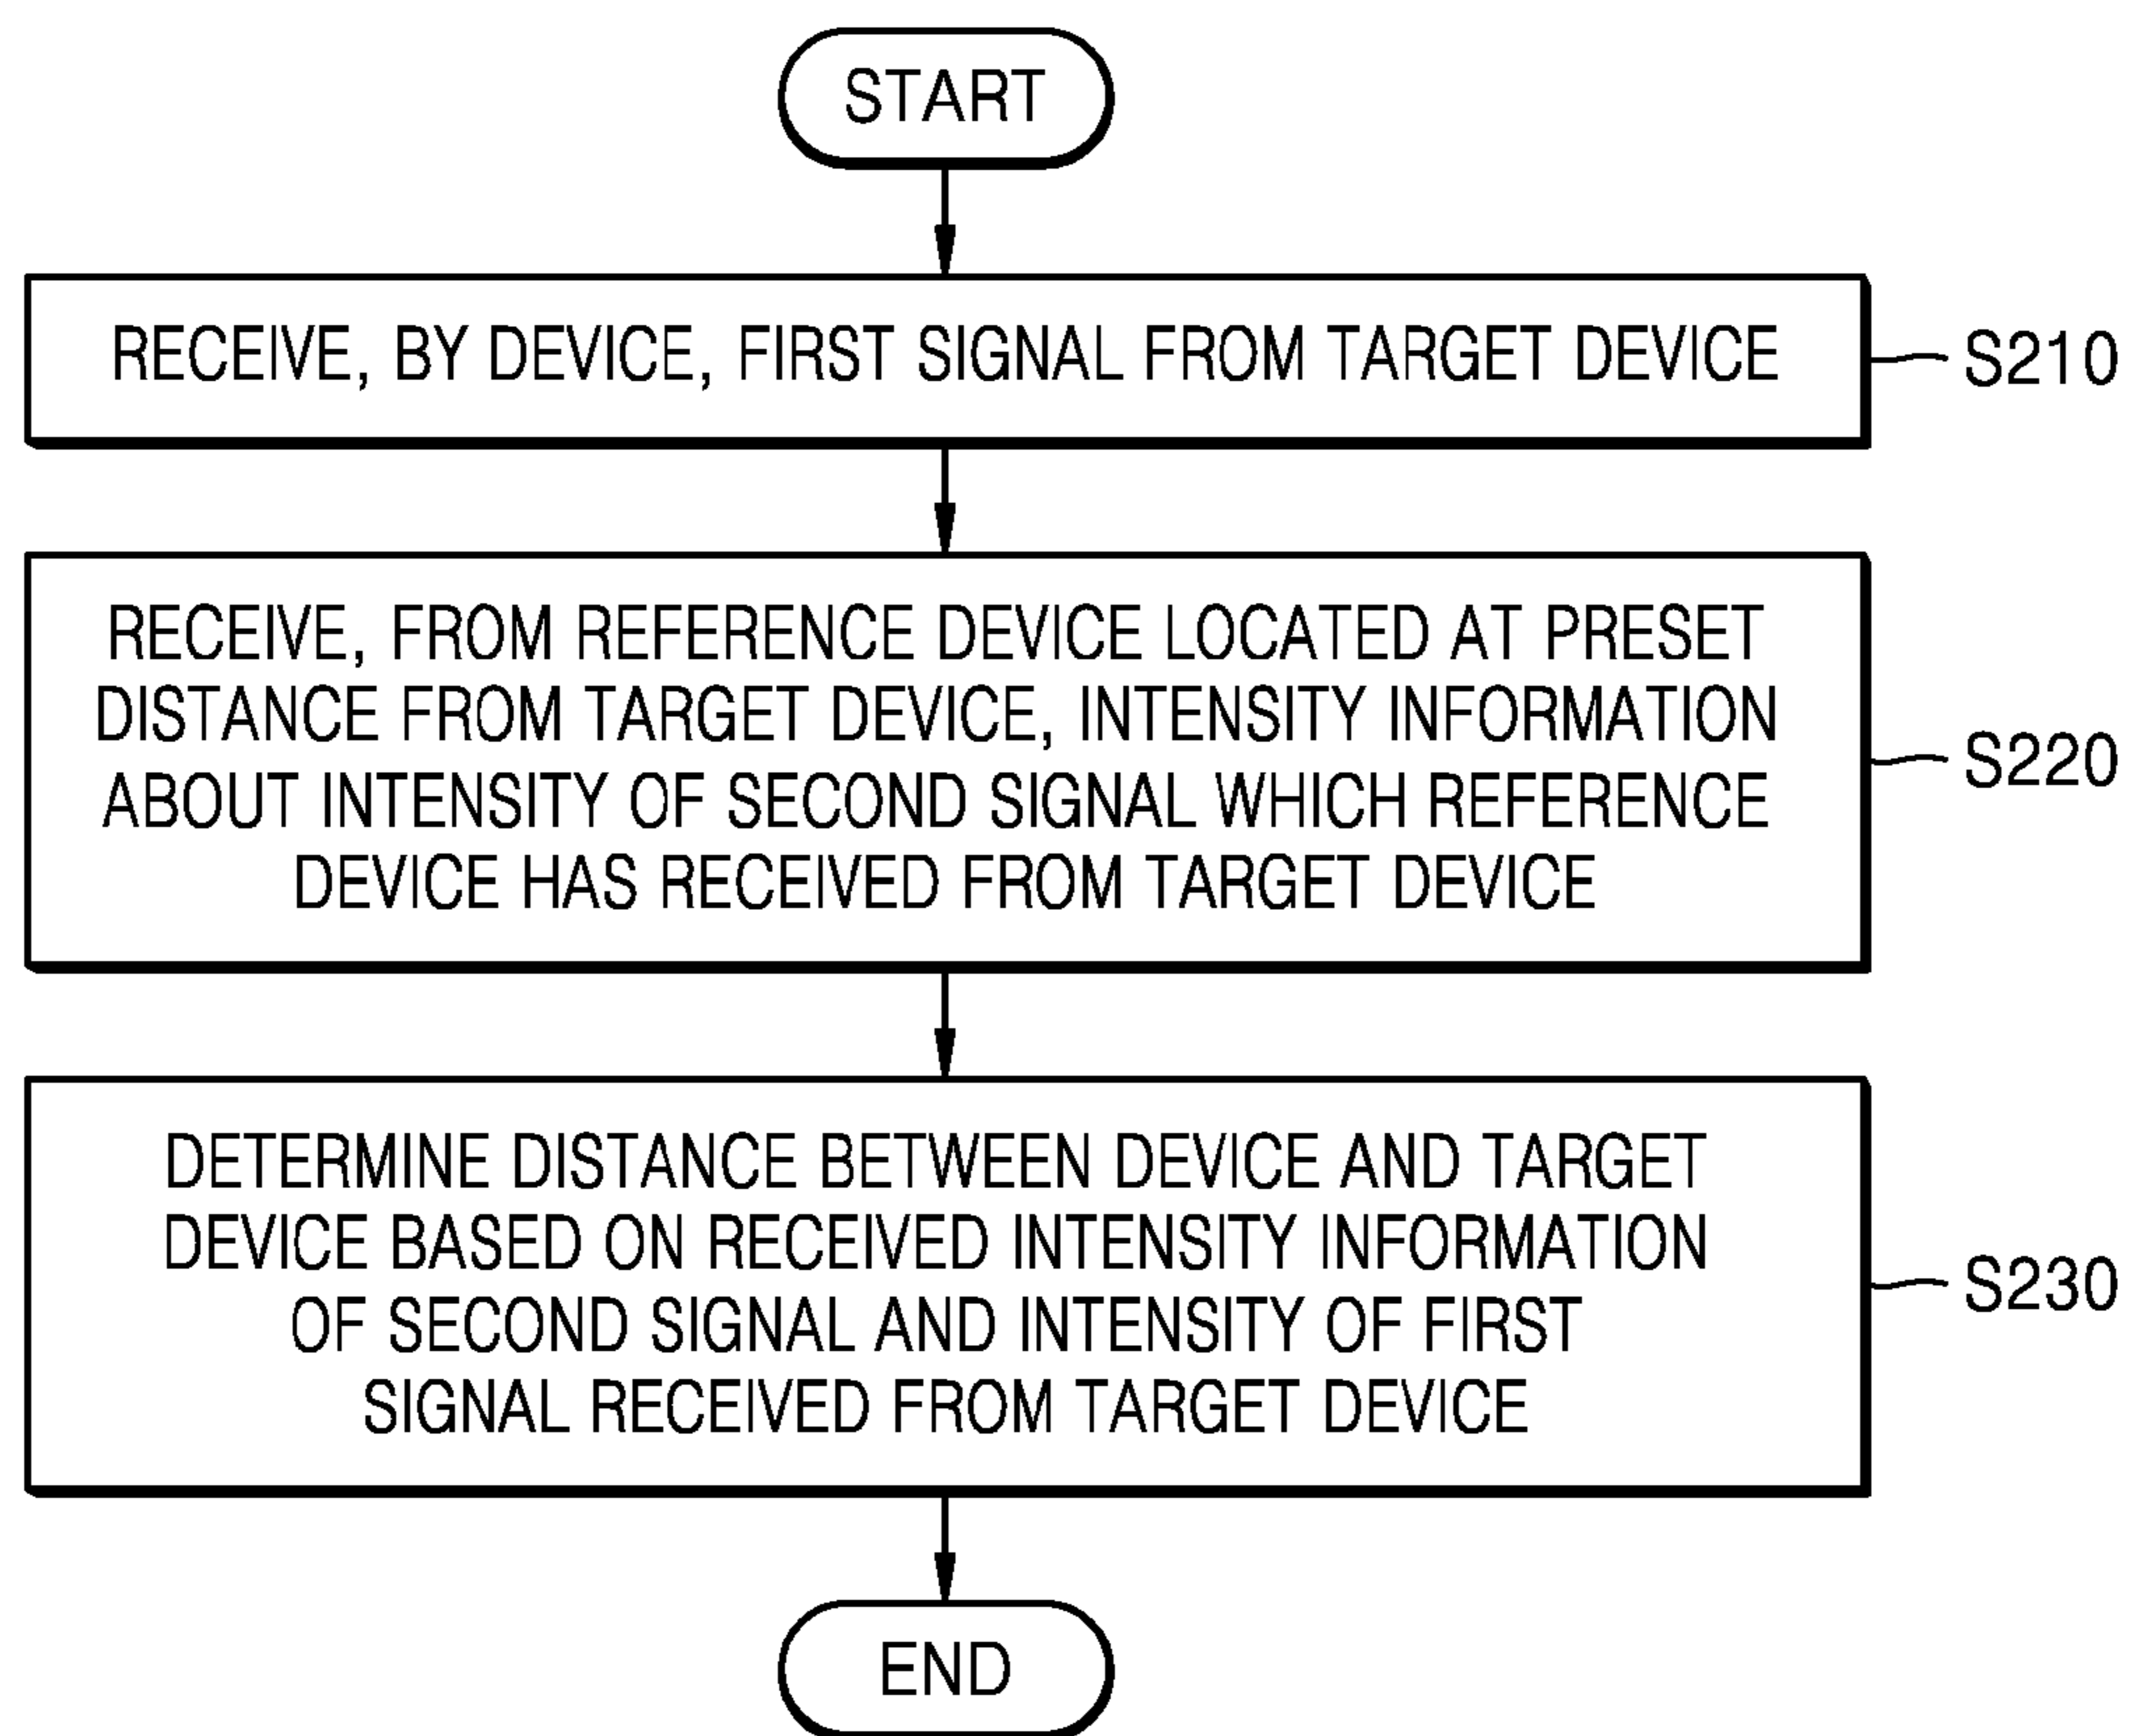 START
RECEIVE, BY DEVICE, FIRST SIGNAL FROM TARGET DEVICE
S210
RECEIVE, FROM REFERENCE DEVICE LOCATED AT PRESET
DISTANCE FROM TARGET DEVICE, INTENSITY INFORMATION
ABOUT INTENSITY OF SECOND SIGNAL WHICH REFERENCE
DEVICE HAS RECEIVED FROM TARGET DEVICE
S220
DETERMINE DISTANCE BETWEEN DEVICE AND TARGET
DEVICE BASED ON RECEIVED INTENSITY INFORMATION
OF SECOND SIGNAL AND INTENSITY OF FIRST
SIGNAL RECEIVED FROM TARGET DEVICE
S230
END